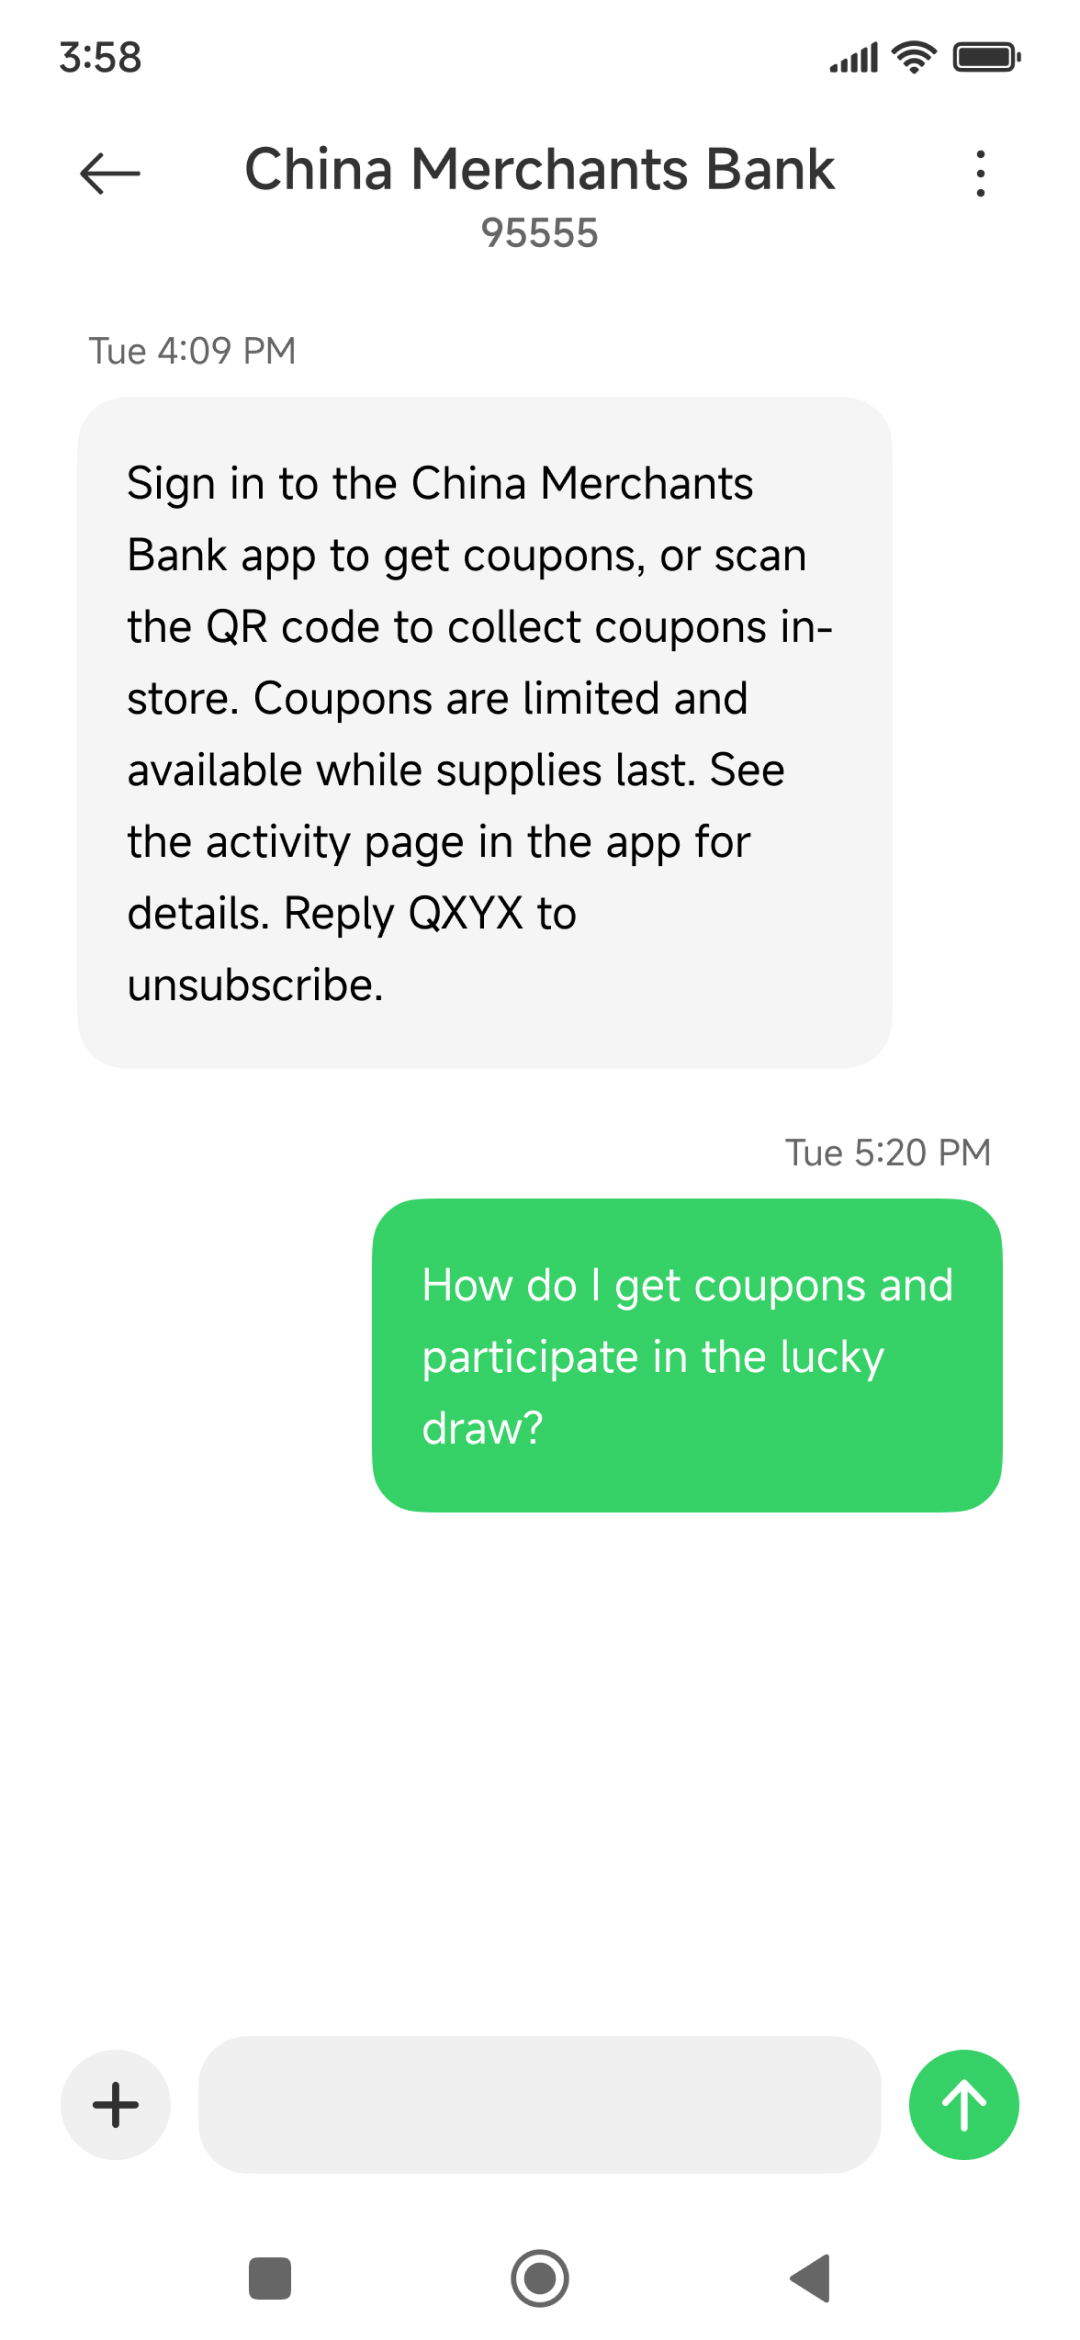 3:58
China Merchants Bank
95555
Tue 4:09 PM
Sign in to the China Merchants
Bank app to get coupons, or scan
the QR code to collect coupons in-
store. Coupons are limited and
available while supplies last. See
the activity page in the app for
details. Reply QXYX to
unsubscribe.
Tue 5:20 PM
How do I get coupons and
participate in the lucky
draw?